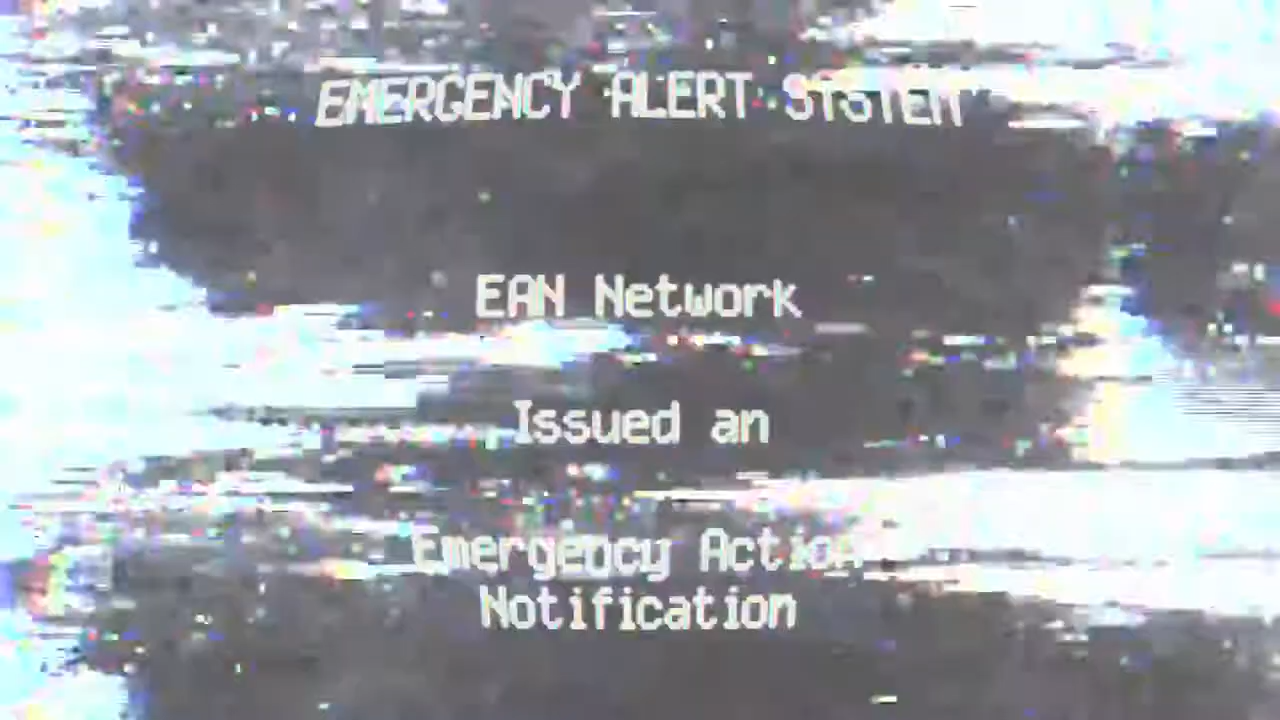 EMERGENCY ALERT SYSTEM
EAN Network
Issued an
Emergency Action
Notification